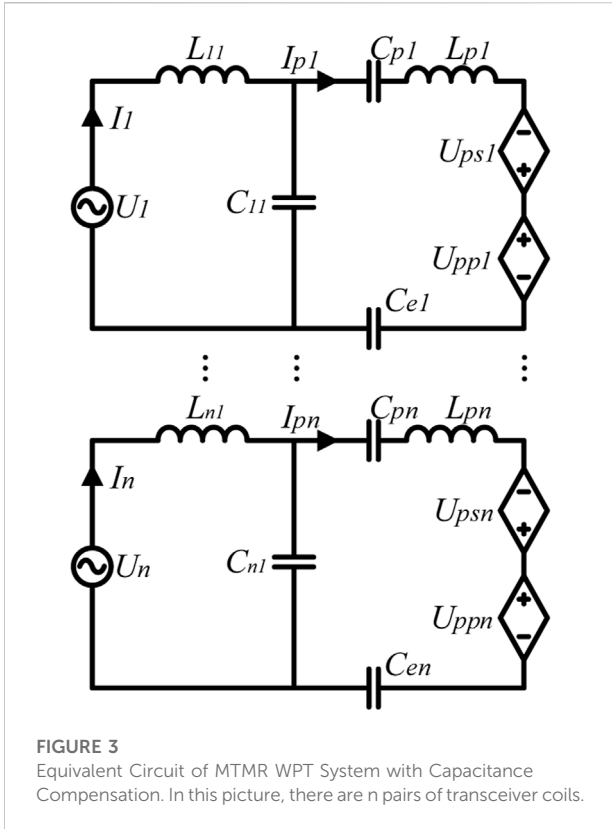 L11 Ip1 Cp1 Lp1
I1
Ups1
U1 C11
Upp1
Ce1
Ln1 Ipn Cpn Lpn
In
Upsn
Un Cn1
Uppn
Cen
FIGURE 3
Equivalent Circuit of MTMR WPT System with Capacitance
Compensation. In this picture, there are n pairs of transceiver coils.